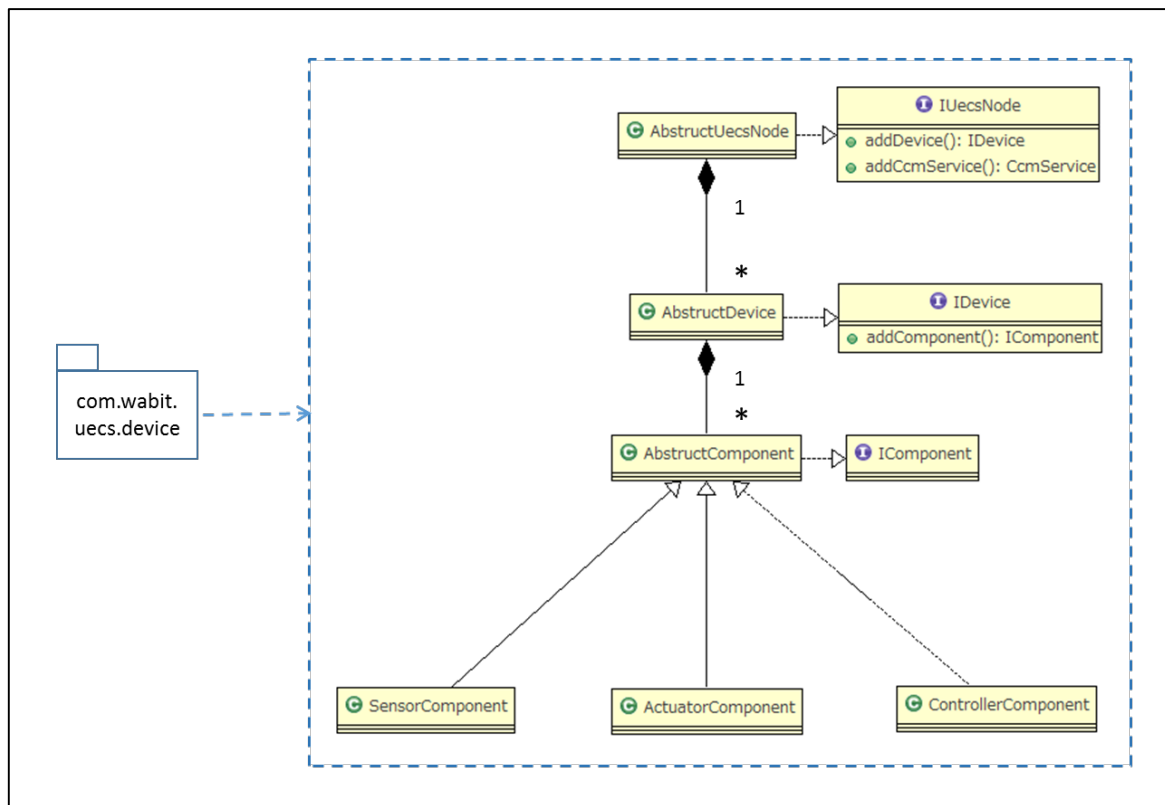 IUecsNode
AbstructUecsNode
addDevice(): IDevice
addCcmService(): CcmService
1
*
IDevice
AbstructDevice
addComponent(): IComponent
1
com.wabit.
uecs.device
*
AbstructComponent
IComponent
SensorComponent
ActuatorComponent
ControllerComponent